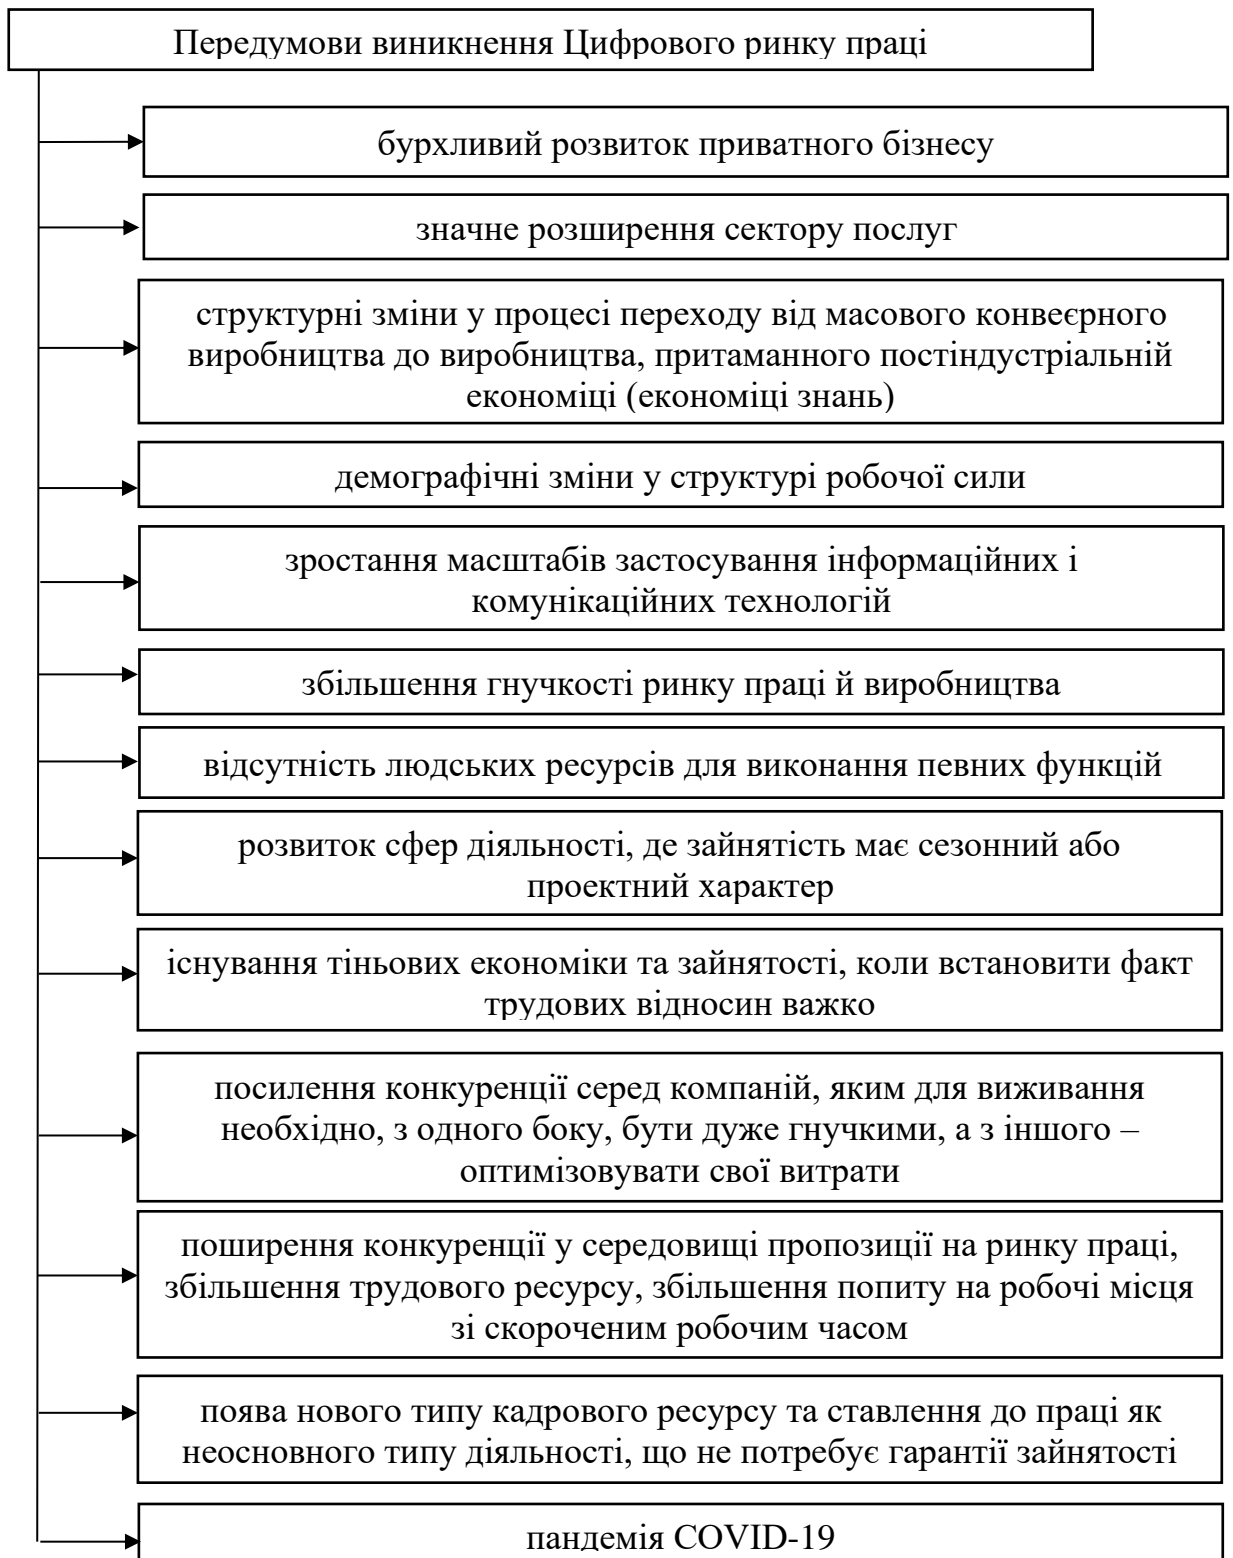 Передумови виникнення Цифрового ринку праці
бурхливий розвиток приватного бізнесу
значне розширення сектору послуг
структурні зміни у процесі переходу від масового конвеєрного
виробництва до виробництва, притаманного постіндустріальній
економіці (економіці знань)
демографічні зміни у структурі робочої сили
зростання масштабів застосування інформаційних і
комунікаційних технологій
збільшення гнучкості ринку праці й виробництва
відсутність людських ресурсів для виконання певних функцій
розвиток сфер діяльності, де зайнятість має сезонний або
проектний характер
існування тіньових економіки та зайнятості, коли встановити факт
трудових відносин важко
посилення конкуренції серед компаній, яким для виживання
необхідно, з одного боку, бути дуже гнучкими, а з іншого –
оптимізовувати свої витрати
поширення конкуренції у середовищі пропозиції на ринку праці,
збільшення трудового ресурсу, збільшення попиту на робочі місця
зі скороченим робочим часом
поява нового типу кадрового ресурсу та ставлення до праці як
неосновного типу діяльності, що не потребує гарантії зайнятості
пандемія COVID-19